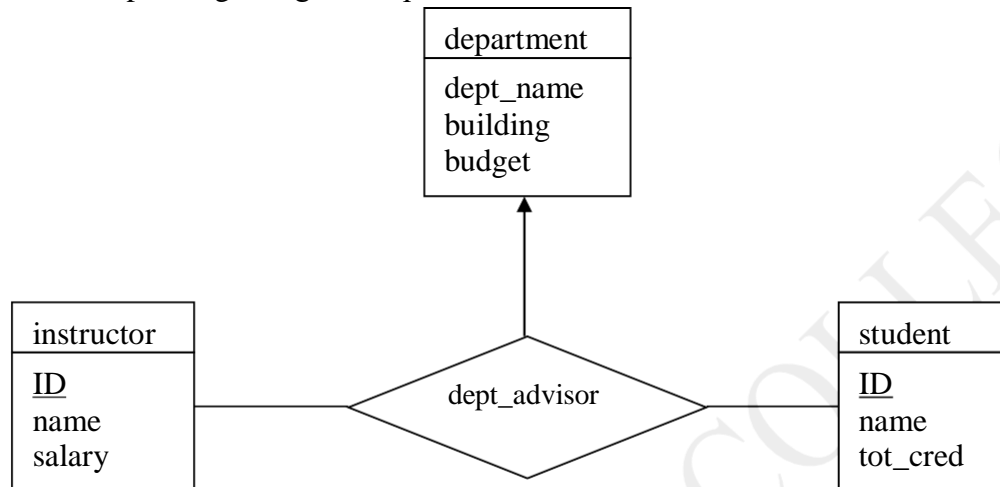 department
dept_name
building
budget
instructor
ID
name
salary
dept_advisor
student
ID
name
tot_cred